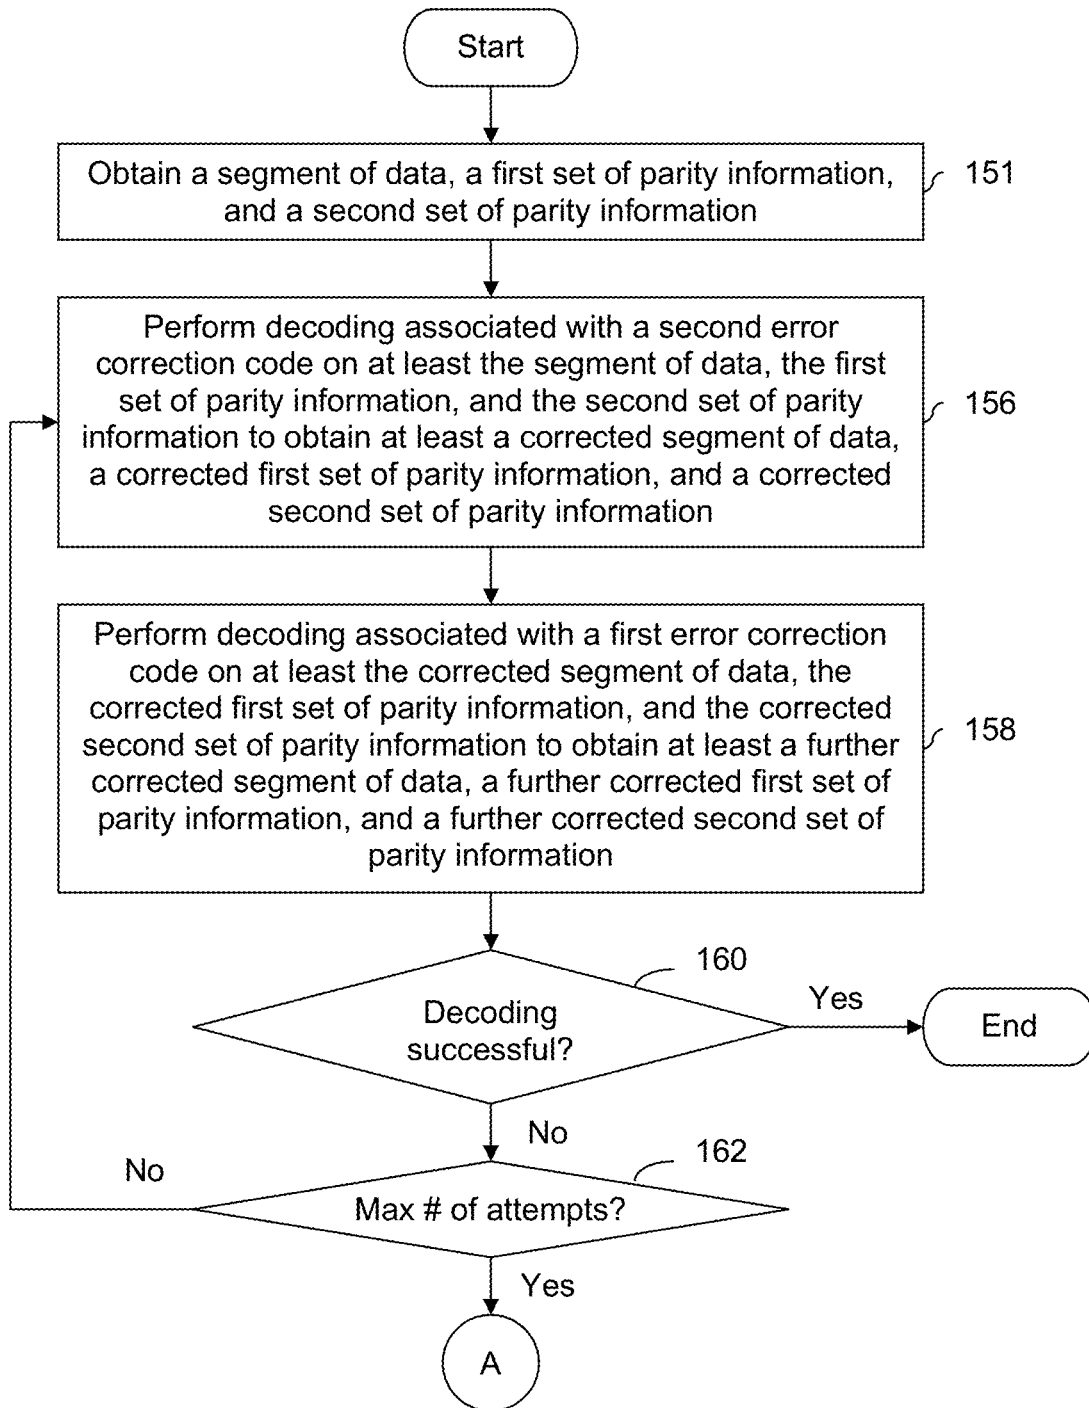 Start
Obtain a segment of data, a first set of parity information,
and a second set of parity information
151
Perform decoding associated with a second error
correction code on at least the segment of data, the first
set of parity information, and the second set of parity
information to obtain at least a corrected segment of data,
a corrected first set of parity information, and a corrected
second set of parity information
156
Perform decoding associated with a first error correction
code on at least the corrected segment of data, the
corrected first set of parity information, and the corrected
second set of parity information to obtain at least a further
corrected segment of data, a further corrected first set of
parity information, and a further corrected second set of
parity information
158
160
Decoding
successful?
Yes
End
No
162
No
Max # of attempts?
Yes
A